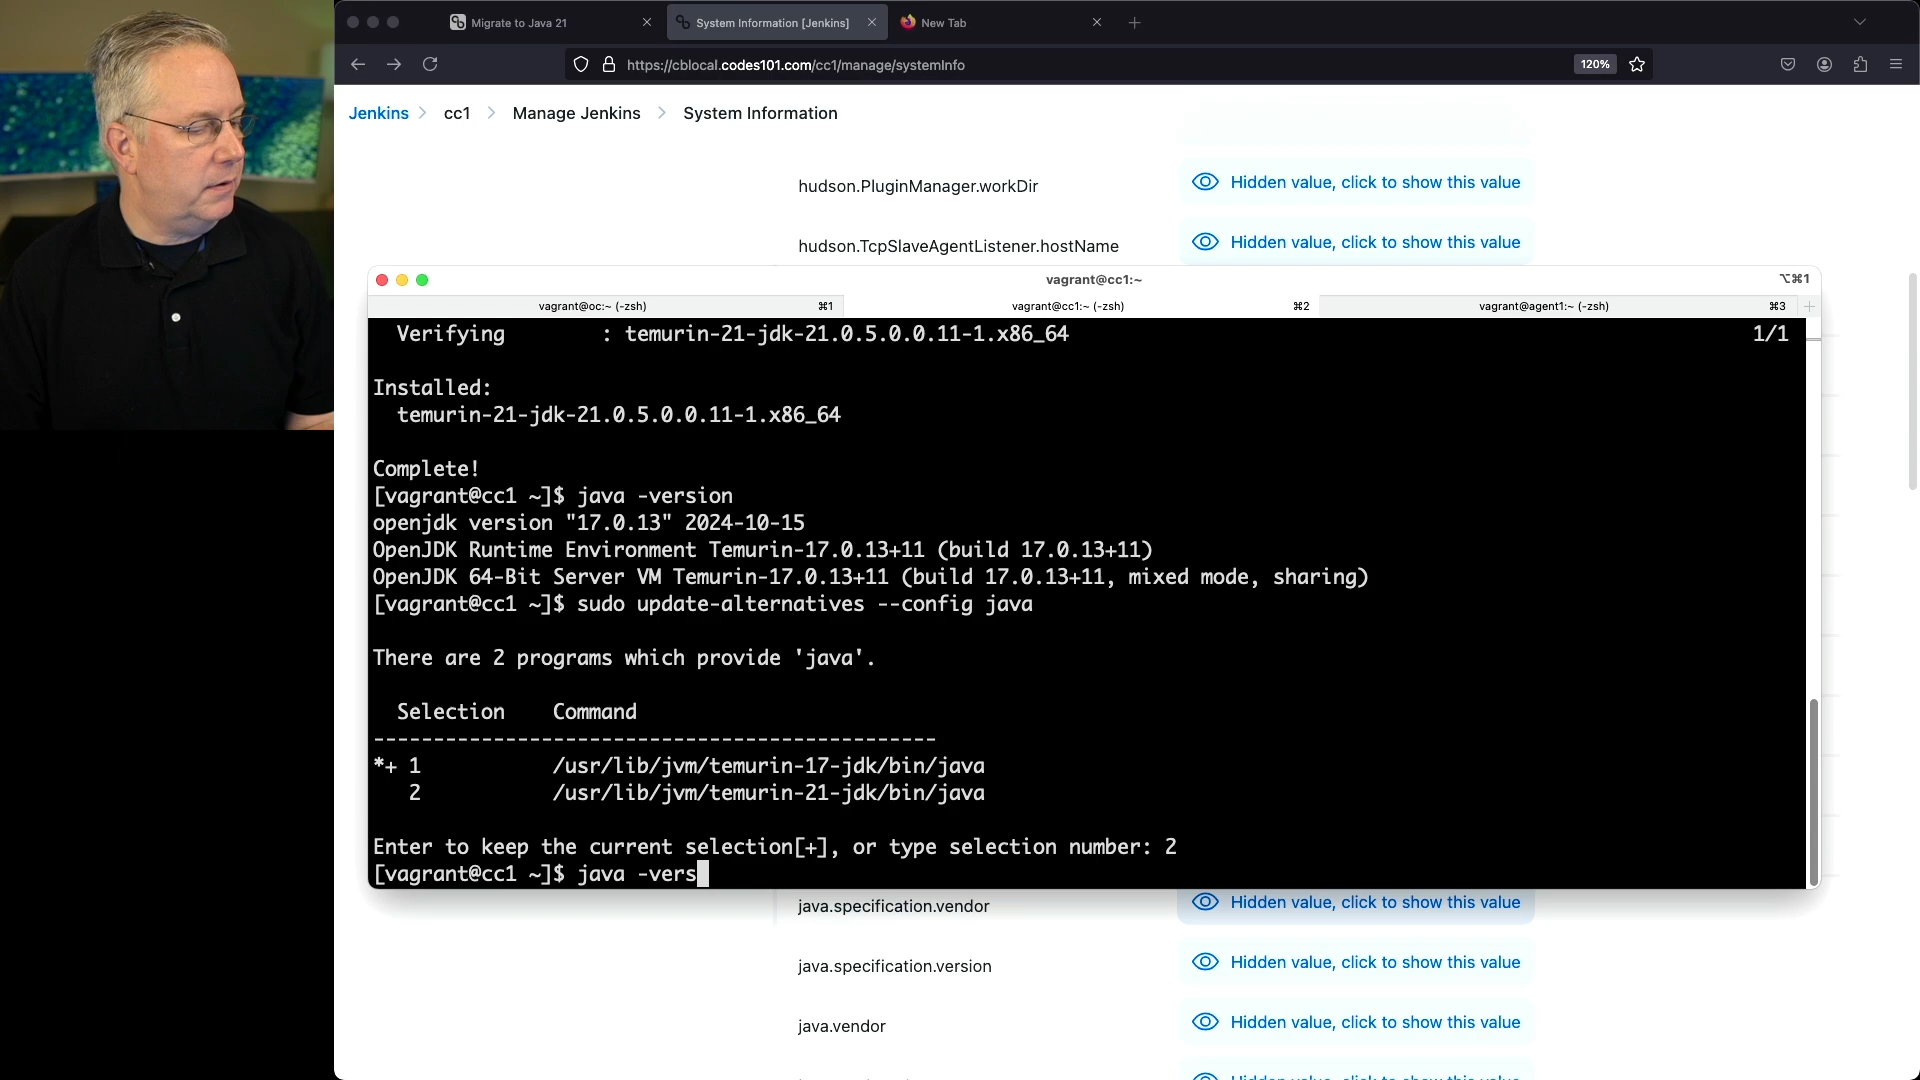 Migrate to Java 21
System Information [Jenkins]
New Tab
https://cblocal.codes101.com/cc1/manage/systemInfo
120%
Jenkins
cc1
Manage Jenkins
System Information
hudson.PluginManager.workDir
Hidden value, click to show this value
hudson.TcpSlaveAgentListener.hostName
Hidden value, click to show this value
vagrant@cc1:~
⌥⌘1
vagrant@oc:~ (-zsh)
⌘1
vagrant@cc1:~ (-zsh)
⌘2
vagrant@agent1:~ (-zsh)
⌘3
Verifying : temurin-21-jdk-21.0.5.0.0.11-1.x86_64 1/1
Installed:
temurin-21-jdk-21.0.5.0.0.11-1.x86_64
Complete!
[vagrant@cc1 ~]$ java -version
openjdk version "17.0.13" 2024-10-15
OpenJDK Runtime Environment Temurin-17.0.13+11 (build 17.0.13+11)
OpenJDK 64-Bit Server VM Temurin-17.0.13+11 (build 17.0.13+11, mixed mode, sharing)
[vagrant@cc1 ~]$ sudo update-alternatives --config java
There are 2 programs which provide 'java'.
Selection Command
-----------------------------------------------
*+ 1 /usr/lib/jvm/temurin-17-jdk/bin/java
2 /usr/lib/jvm/temurin-21-jdk/bin/java
Enter to keep the current selection[+], or type selection number: 2
[vagrant@cc1 ~]$ java -vers
java.specification.vendor
Hidden value, click to show this value
java.specification.version
Hidden value, click to show this value
java.vendor
Hidden value, click to show this value